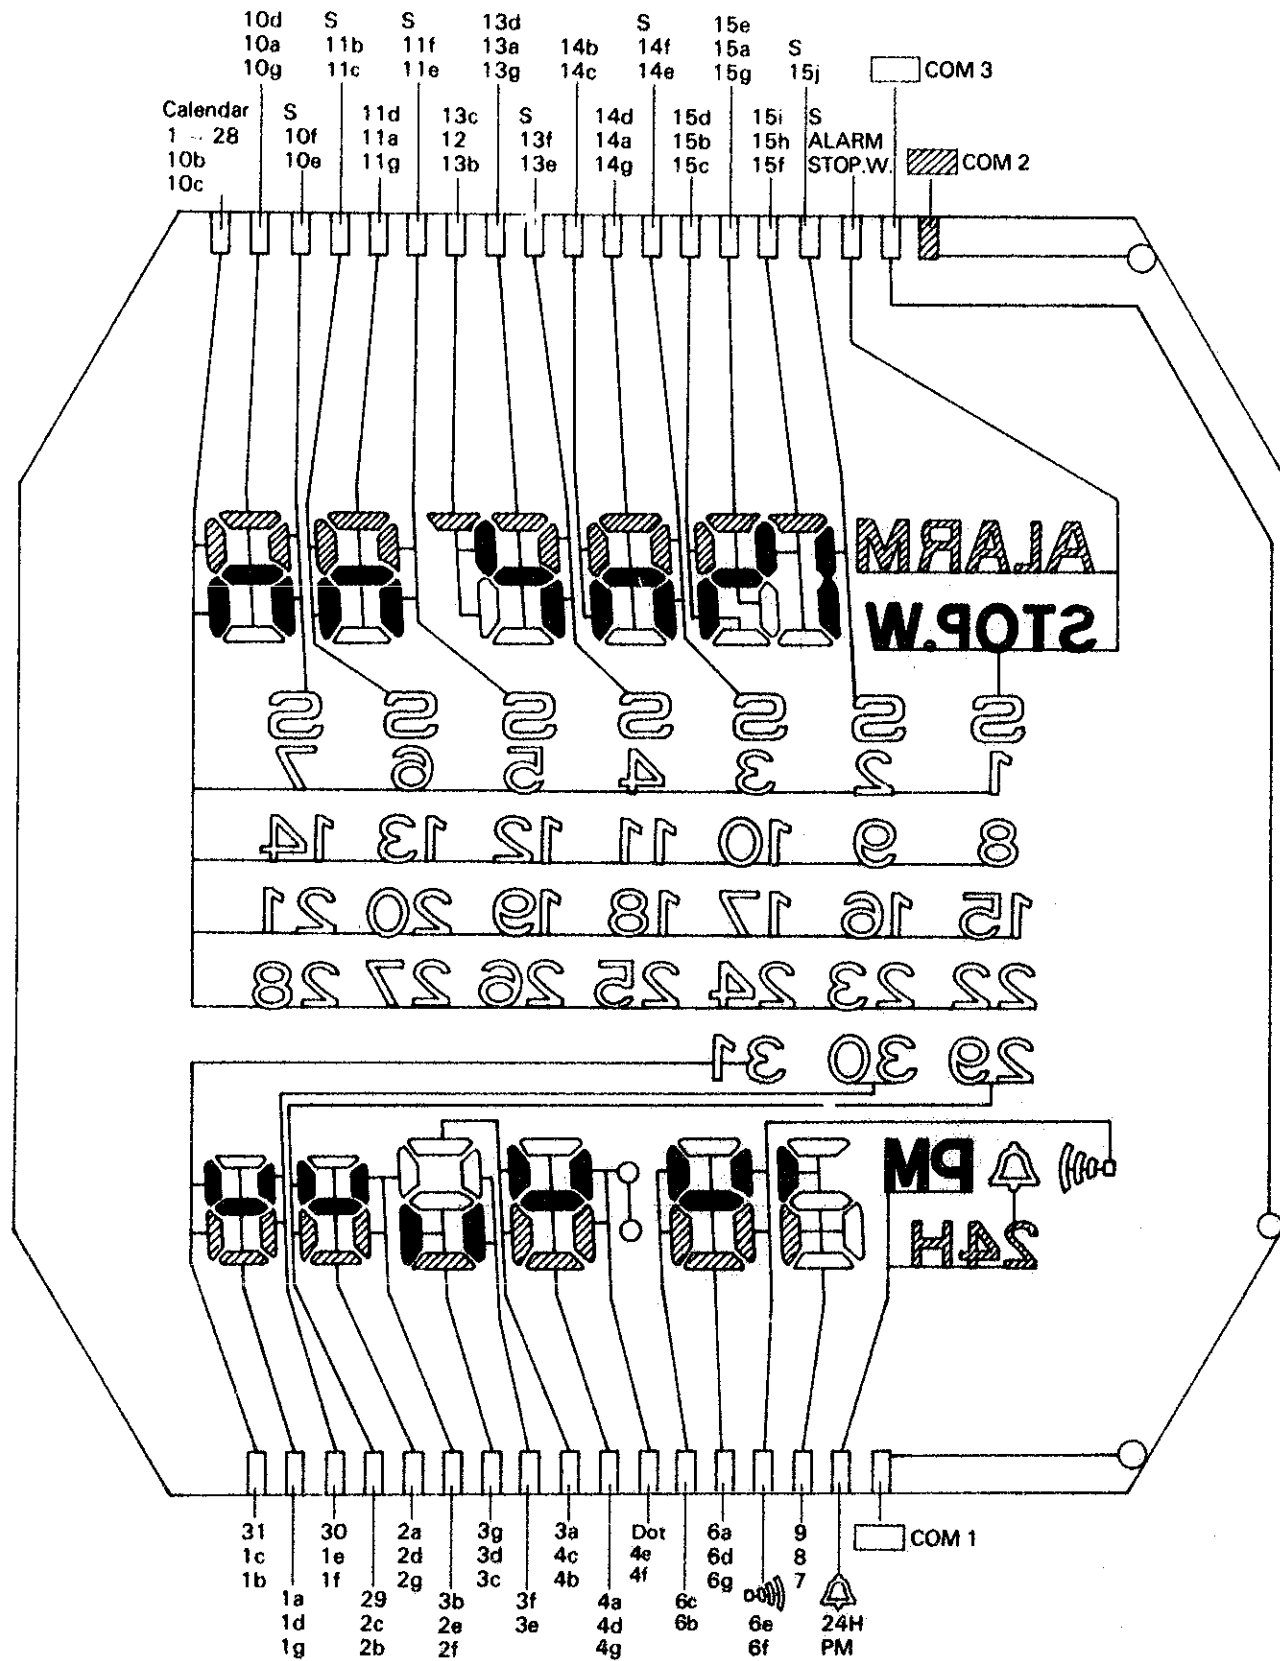 10d
10a
10g
S
11b
11c
S
11f
11e
13d
13a
13g
14b
14c
S
14f
14e
15e
15a
15g
S
15j
COM 3
Calendar
1 - 28
10b
10c
S
10f
10e
11d
11a
11g
13c
12
13b
S
13f
13e
14d
14a
14g
15d
15b
15c
15i
15h
15f
S
ALARM
STOP.W.
COM 2
ALARM
STOP.W
S S S S S S S
1 2 3 4 5 6 7
8 9 10 11 12 13 14
15 16 17 18 19 20 21
22 23 24 25 26 27 28
29 30 31
PM
24H
31
1c
1b
30
1e
1f
2a
2d
2g
3g
3d
3c
3a
4c
4b
Dot
4e
4f
6a
6d
6g
9
8
7
COM 1
1a
1d
1g
29
2c
2b
3b
2e
2f
3f
3e
4a
4d
4g
6c
6b
6e
6f
24H
PM